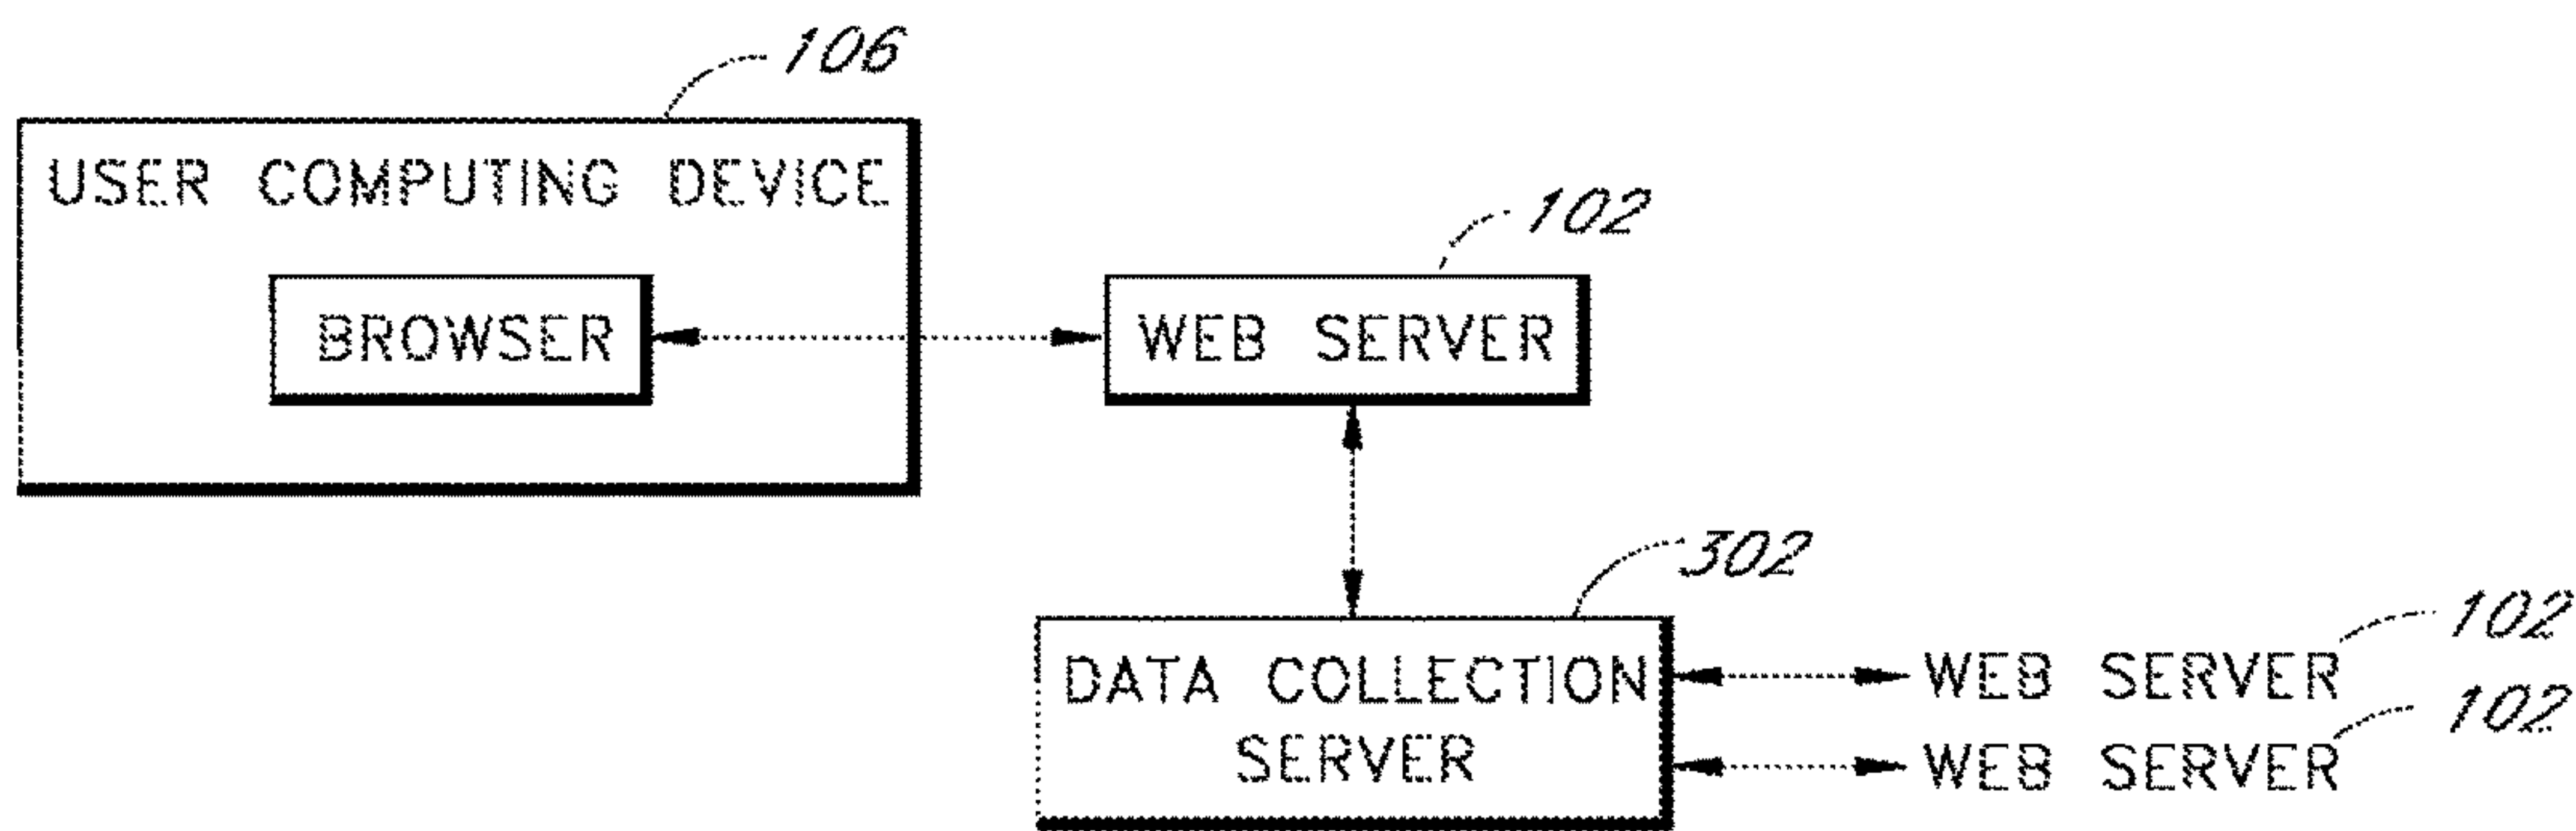 106
USER COMPUTING DEVICE
102
BROWSER
WEB SERVER
302
102
DATA COLLECTION
SERVER
WEB SERVER
102
WEB SERVER